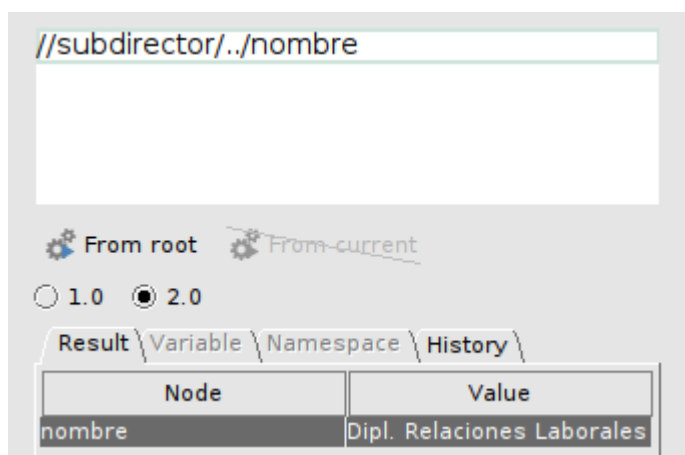 //subdirector/../nombre
From root From current
1.0 2.0
Result Variable Namespace History
Node Value
nombre Dipl. Relaciones Laborales